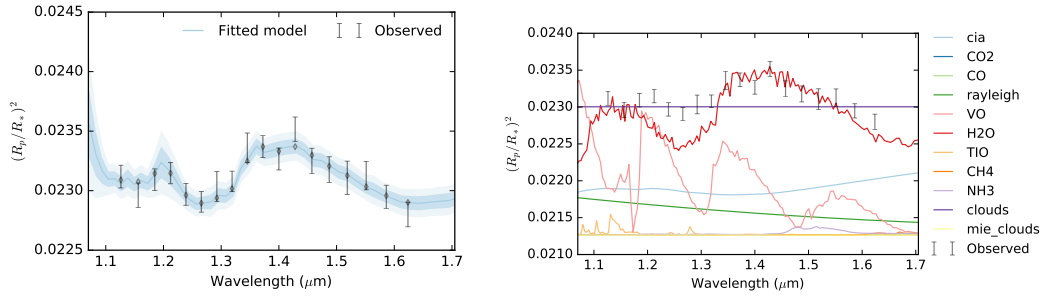 0.0245
0.0240
0.0235
0.0230
0.0225
(R_p/R_*)^2
Fitted model
Observed
1.1 1.2 1.3 1.4 1.5 1.6 1.7
Wavelength (μm)
0.0240
0.0235
0.0230
0.0225
0.0220
0.0215
0.0210
(R_p/R_*)^2
1.1 1.2 1.3 1.4 1.5 1.6 1.7
Wavelength (μm)
cia
CO2
CO
rayleigh
VO
H2O
TIO
CH4
NH3
clouds
mie_clouds
Observed